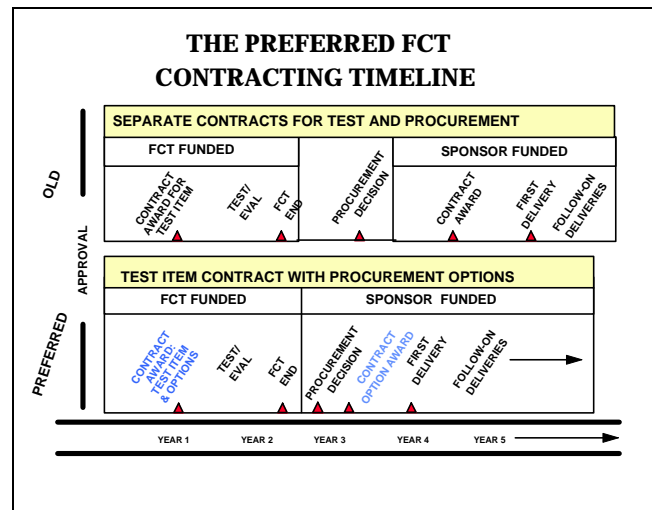 THE PREFERRED FCT
CONTRACTING TIMELINE
SEPARATE CONTRACTS FOR TEST AND PROCUREMENT
FCT FUNDED
SPONSOR FUNDED
OLD
CONTRACT
AWARD FOR
TEST ITEM
TEST/
EVAL
FCT
END
PROCUREMENT
DECISION
CONTRACT
AWARD
FIRST
DELIVERY
FOLLOW-ON
DELIVERIES
APPROVAL
TEST ITEM CONTRACT WITH PROCUREMENT OPTIONS
FCT FUNDED
SPONSOR FUNDED
PREFERRED
CONTRACT
AWARD:
TEST ITEM
& OPTIONS
TEST/
EVAL
FCT
END
PROCUREMENT
DECISION
CONTRACT
OPTION AWARD
FIRST
DELIVERY
FOLLOW-ON
DELIVERIES
YEAR 1
YEAR 2
YEAR 3
YEAR 4
YEAR 5